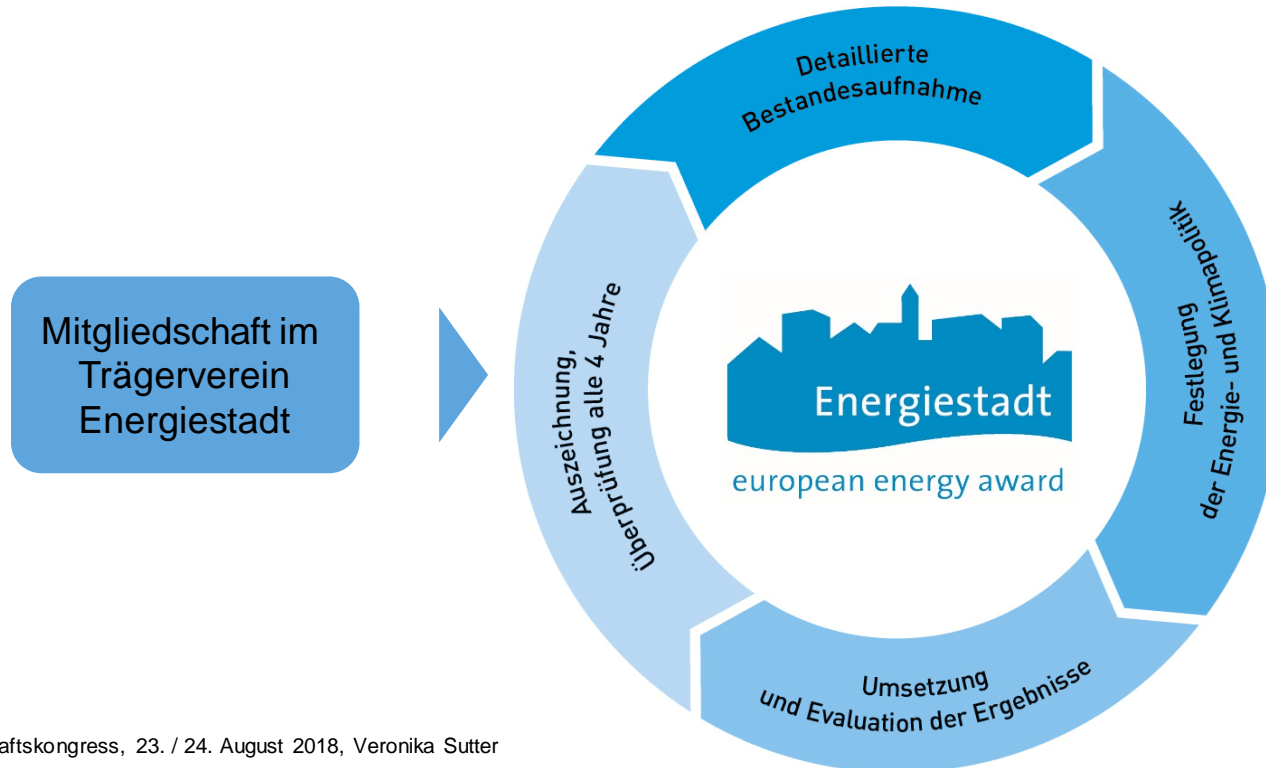 Mitgliedschaft im
Trägerverein
Energiestadt
Detaillierte
Bestandesaufnahme
Festlegung
der Energie- und Klimapolitik
Umsetzung
und Evaluation der Ergebnisse
Auszeichnung,
Überprüfung alle 4 Jahre
Energiestadt
european energy award
aftskongress, 23. / 24. August 2018, Veronika Sutter